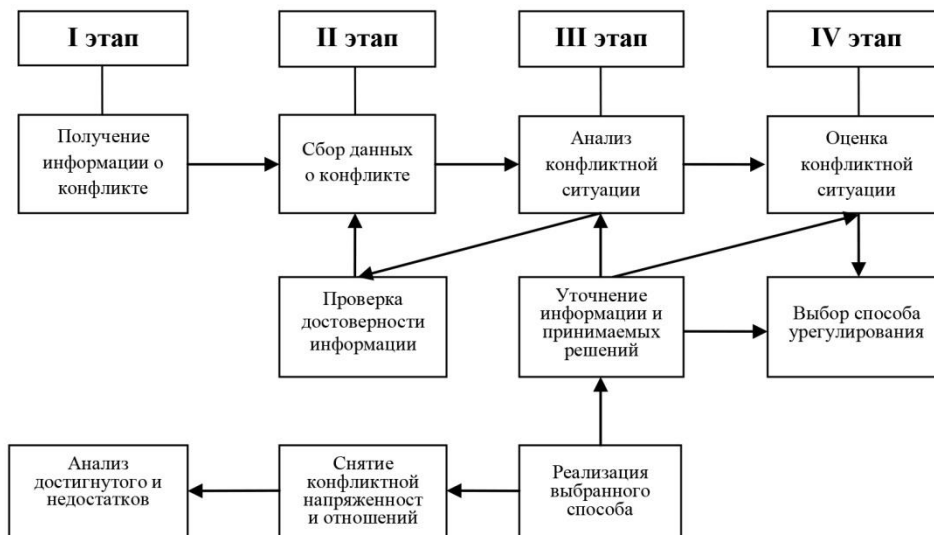 I этап
II этап
III этап
IV этап
Получение
информации о
конфликте
Сбор данных
о конфликте
Анализ
конфликтной
ситуации
Оценка
конфликтной
ситуации
Проверка
достоверности
информации
Уточнение
информации и
принимаемых
решений
Выбор способа
урегулирования
Анализ
достигнутого и
недостатков
Снятие
конфликтной
напряженност
и отношений
Реализация
выбранного
способа